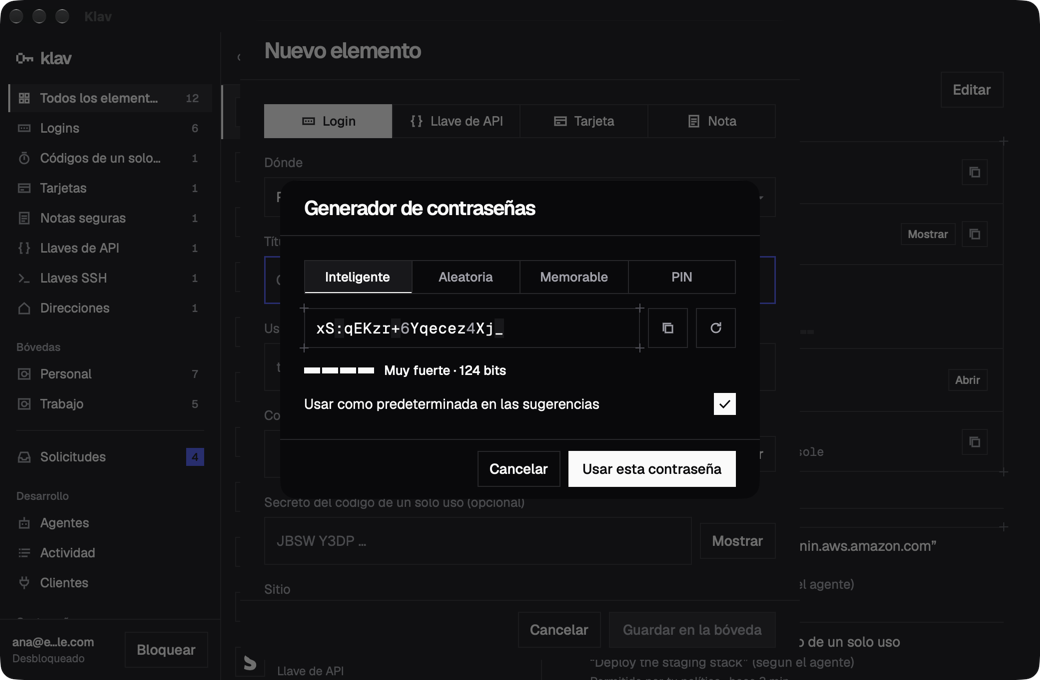 Klav
klav
Todos los element... 12
Logins 6
Códigos de un solo... 1
Tarjetas 1
Notas seguras 1
Llaves de API 1
Llaves SSH 1
Direcciones 1
Bóvedas
Personal 7
Trabajo 5
Solicitudes 4
Desarrollo
Agentes
Actividad
Clientes
ana@e...le.com
Desbloqueado
Bloquear
Nuevo elemento
Login
Llave de API
Tarjeta
Nota
Dónde
Generador de contraseñas
Inteligente
Aleatoria
Memorable
PIN
xS:qEKzr+6Yqecez4Xj_
Muy fuerte · 124 bits
Usar como predeterminada en las sugerencias
Cancelar
Usar esta contraseña
Secreto del código de un solo uso (opcional)
JBSW Y3DP ...
Mostrar
Sitio
Cancelar
Guardar en la bóveda
Llave de API
Editar
Mostrar
Abrir
nin.aws.amazon.com”
el agente)
o de un solo uso
“Deploy the staging stack” (según el agente)